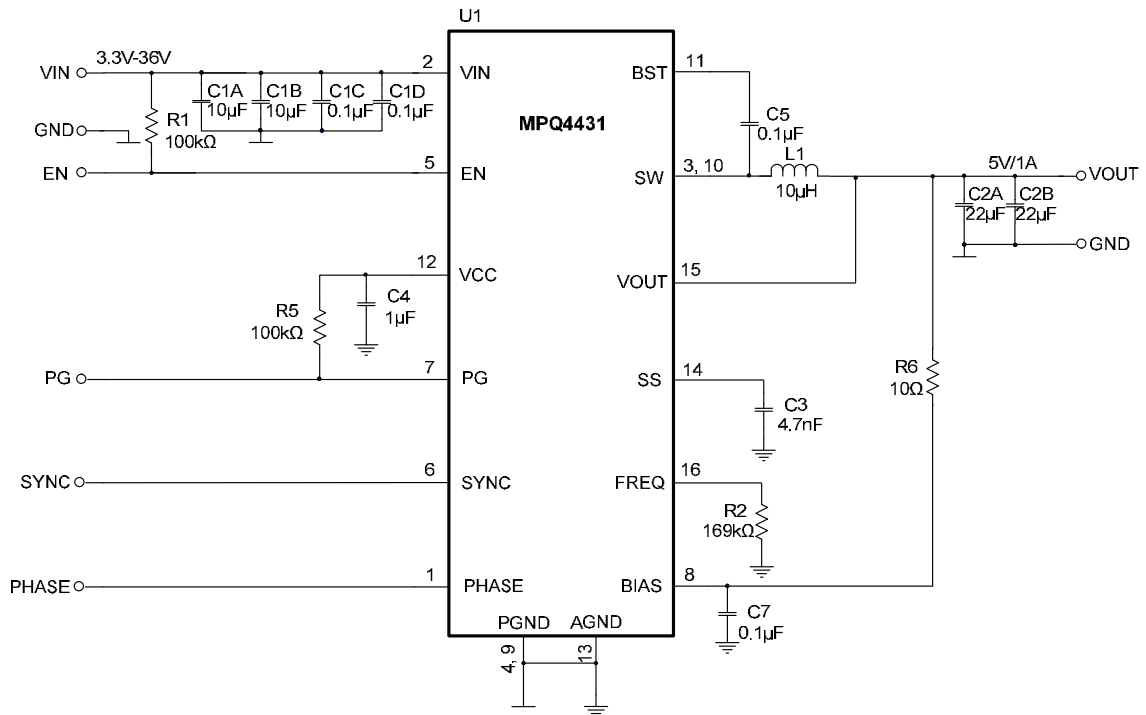 U1
3.3V-36V
VIN
2
VIN
BST
11
C1A
10µF
C1B
10µF
C1C
0.1µF
C1D
0.1µF
R1
100kΩ
GND
MPQ4431
C5
0.1µF
EN
5
EN
SW
3, 10
L1
10µH
5V/1A
VOUT
C2A
22µF
C2B
22µF
GND
12
VCC
VOUT
15
R5
100kΩ
C4
1µF
PG
7
PG
SS
14
C3
4.7nF
R6
10Ω
SYNC
6
SYNC
FREQ
16
R2
169kΩ
PHASE
1
PHASE
BIAS
8
C7
0.1µF
PGND
AGND
4, 9
13